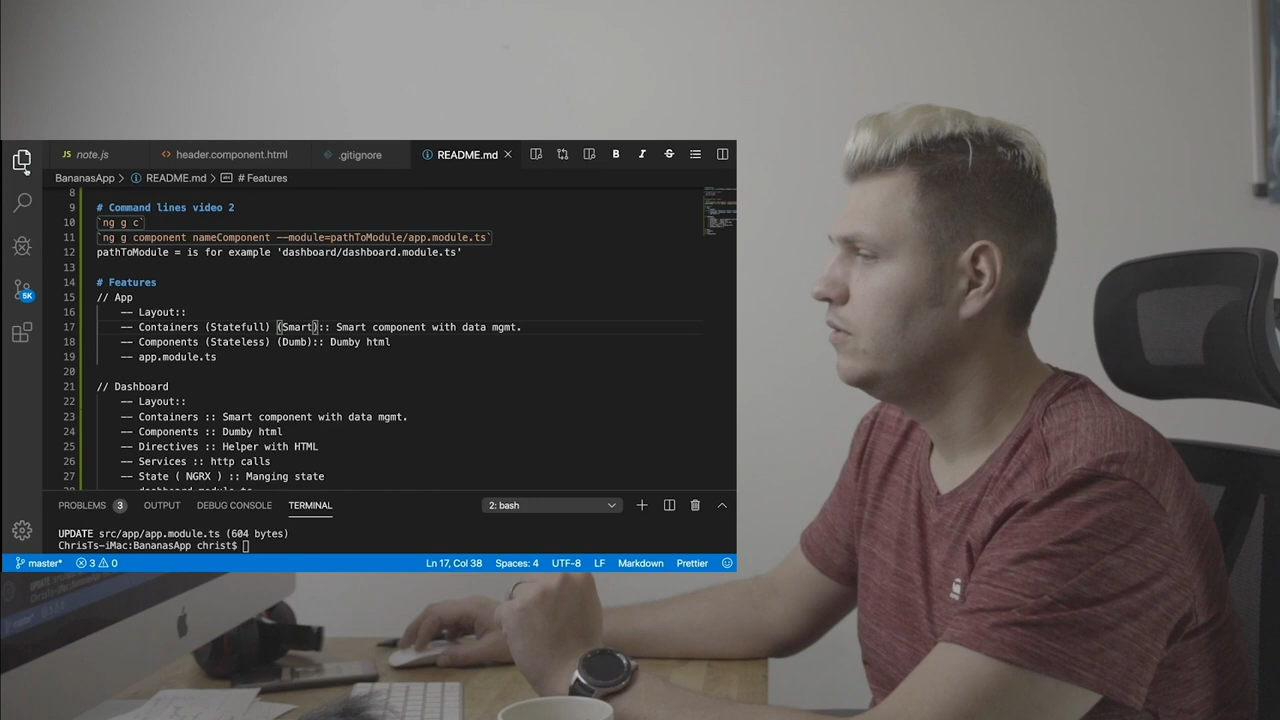 JS note.js
<> header.component.html
.gitignore
README.md
BananasApp > README.md > # Features
8
9 # Command lines video 2
10 `ng g c`
11 `ng g component nameComponent --module=pathToModule/app.module.ts`
12 pathToModule = is for example 'dashboard/dashboard.module.ts'
13
14 # Features
15 // App
16 -- Layout::
17 -- Containers (Statefull) (Smart):: Smart component with data mgmt.
18 -- Components (Stateless) (Dumb):: Dumby html
19 -- app.module.ts
20
21 // Dashboard
22 -- Layout::
23 -- Containers :: Smart component with data mgmt.
24 -- Components :: Dumby html
25 -- Directives :: Helper with HTML
26 -- Services :: http calls
27 -- State ( NGRX ) :: Manging state
5K
PROBLEMS 3 OUTPUT DEBUG CONSOLE TERMINAL 2: bash
UPDATE src/app/app.module.ts (604 bytes)
ChrisTs-iMac:BananasApp christ$
master* 3 0 Ln 17, Col 38 Spaces: 4 UTF-8 LF Markdown Prettier